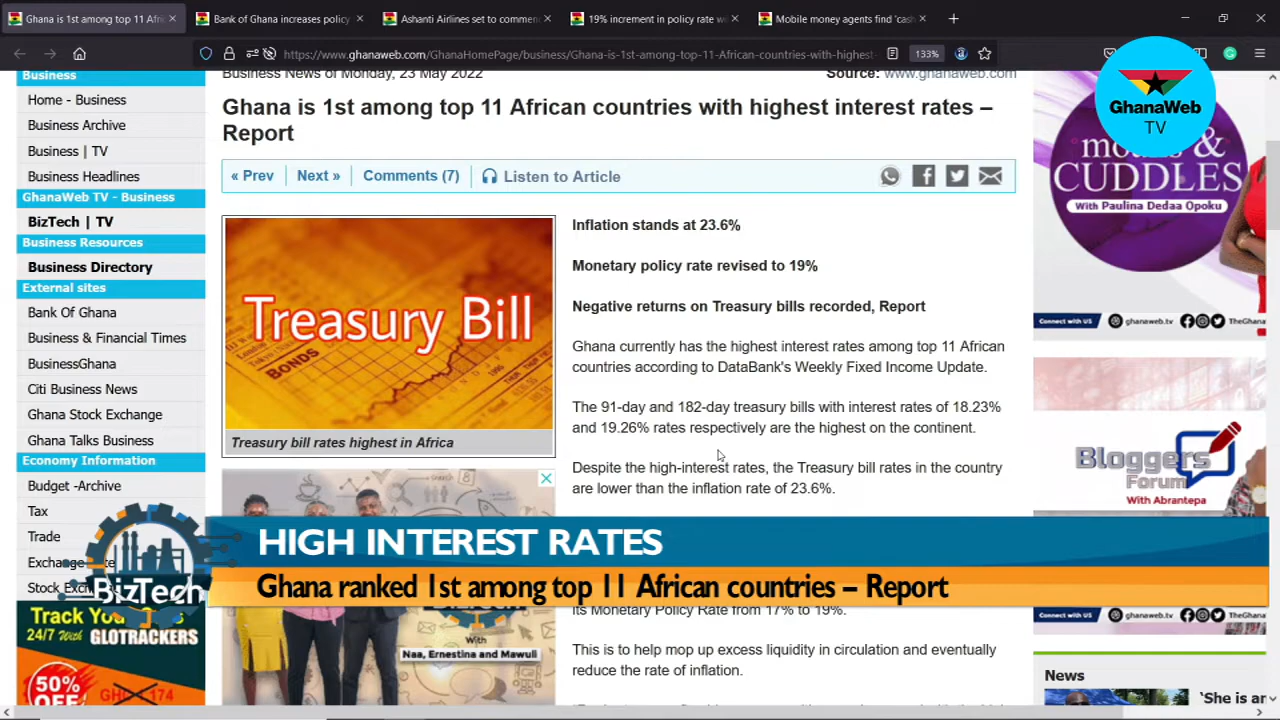 Ghana is 1st among top 11 Afric
Bank of Ghana increases policy
Ashanti Airlines set to commen
19% increment in policy rate w
Mobile money agents find 'cash
https://www.ghanaweb.com/GhanaHomePage/business/Ghana-is-1st-among-top-11-African-countries-with-highest
133%
Business
Home - Business
Business Archive
Business | TV
Business Headlines
GhanaWeb TV - Business
BizTech | TV
Business Resources
Business Directory
External sites
Bank Of Ghana
Business & Financial Times
BusinessGhana
Citi Business News
Ghana Stock Exchange
Ghana Talks Business
Economy Information
Budget -Archive
Tax
Trade
Stock
Track
24/7 With GLOTRACKERS
50%
OFF
174
Business News of Monday, 23 May 2022
Source: www.ghanaweb.com
Ghana is 1st among top 11 African countries with highest interest rates –
Report
« Prev
Next »
Comments (7)
Listen to Article
Treasury Bill
BONDS
Treasury bill rates highest in Africa
Inflation stands at 23.6%
Monetary policy rate revised to 19%
Negative returns on Treasury bills recorded, Report
Ghana currently has the highest interest rates among top 11 African
countries according to DataBank's Weekly Fixed Income Update.
The 91-day and 182-day treasury bills with interest rates of 18.23%
and 19.26% rates respectively are the highest on the continent.
Despite the high-interest rates, the Treasury bill rates in the country
are lower than the inflation rate of 23.6%.
its Monetary Policy Rate from 17% to 19%.
This is to help mop up excess liquidity in circulation and eventually
reduce the rate of inflation.
With
Naa, Ernestina and Mawuli
GhanaWeb
TV
&
CUDDLES
With Paulina Dedaa Opoku
Connect with US
ghanaweb.tv
TheGhana
Bloggers
Forum
With Abrantepa
Connect with US
ghanaweb.tv
TheGhana
News
'She is ar
BizTech
HIGH INTEREST RATES
Ghana ranked 1st among top 11 African countries – Report